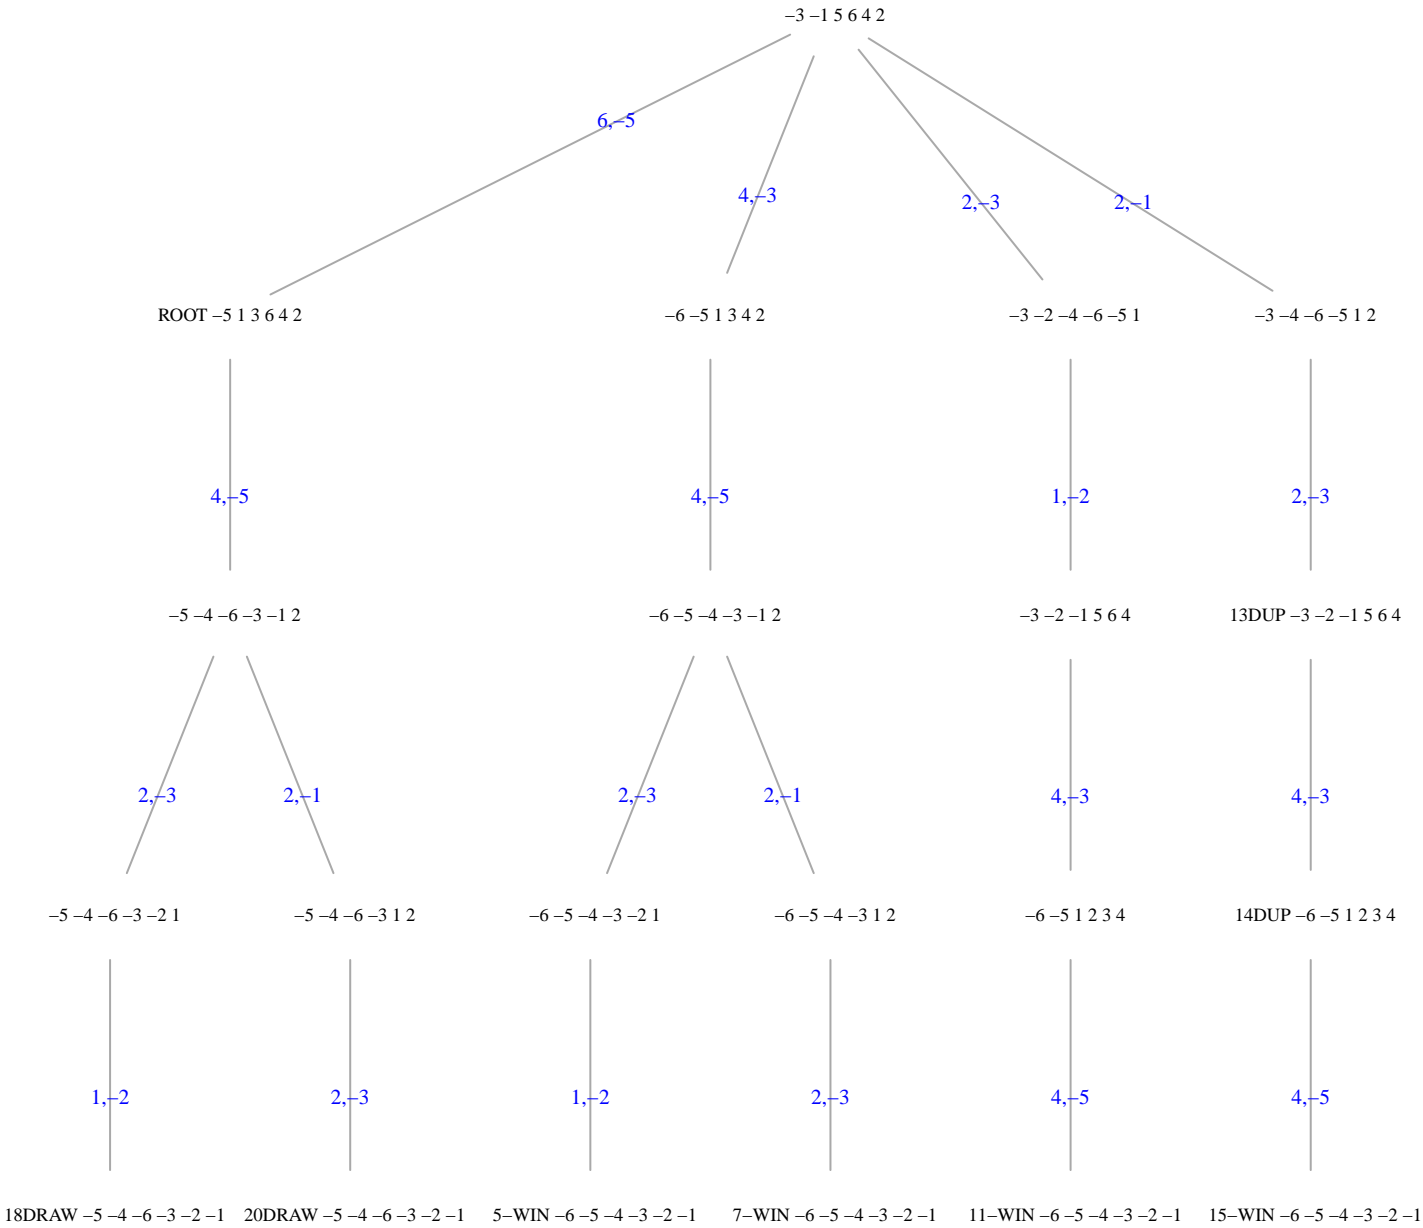 –3 –1 5 6 4 2
6,–5
4,–3
2,–3
2,–1
ROOT –5 1 3 6 4 2
–6 –5 1 3 4 2
–3 –2 –4 –6 –5 1
–3 –4 –6 –5 1 2
4,–5
4,–5
1,–2
2,–3
–5 –4 –6 –3 –1 2
–6 –5 –4 –3 –1 2
–3 –2 –1 5 6 4
13DUP –3 –2 –1 5 6 4
2,–3
2,–1
2,–3
2,–1
4,–3
4,–3
–5 –4 –6 –3 –2 1
–5 –4 –6 –3 1 2
–6 –5 –4 –3 –2 1
–6 –5 –4 –3 1 2
–6 –5 1 2 3 4
14DUP –6 –5 1 2 3 4
1,–2
2,–3
1,–2
2,–3
4,–5
4,–5
18DRAW –5 –4 –6 –3 –2 –1
20DRAW –5 –4 –6 –3 –2 –1
5–WIN –6 –5 –4 –3 –2 –1
7–WIN –6 –5 –4 –3 –2 –1
11–WIN –6 –5 –4 –3 –2 –1
15–WIN –6 –5 –4 –3 –2 –1